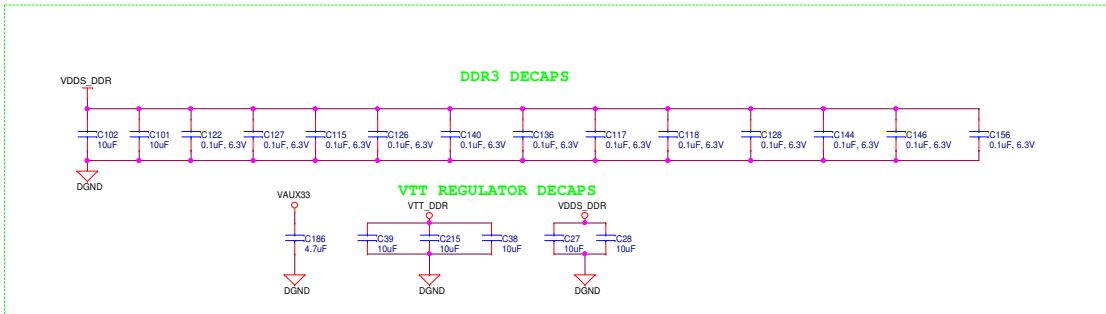 DDR3 DECAPS
VDDS_DDR
C102
10uF
C101
10uF
C122
0.1uF, 6.3V
C127
0.1uF, 6.3V
C115
0.1uF, 6.3V
C126
0.1uF, 6.3V
C140
0.1uF, 6.3V
C136
0.1uF, 6.3V
C117
0.1uF, 6.3V
C118
0.1uF, 6.3V
C128
0.1uF, 6.3V
C144
0.1uF, 6.3V
C146
0.1uF, 6.3V
C156
0.1uF, 6.3V
DGND
VTT REGULATOR DECAPS
VAUX33
C186
4.7uF
DGND
VTT_DDR
C39
10uF
C215
10uF
C38
10uF
DGND
VDDS_DDR
C27
10uF
C28
10uF
DGND